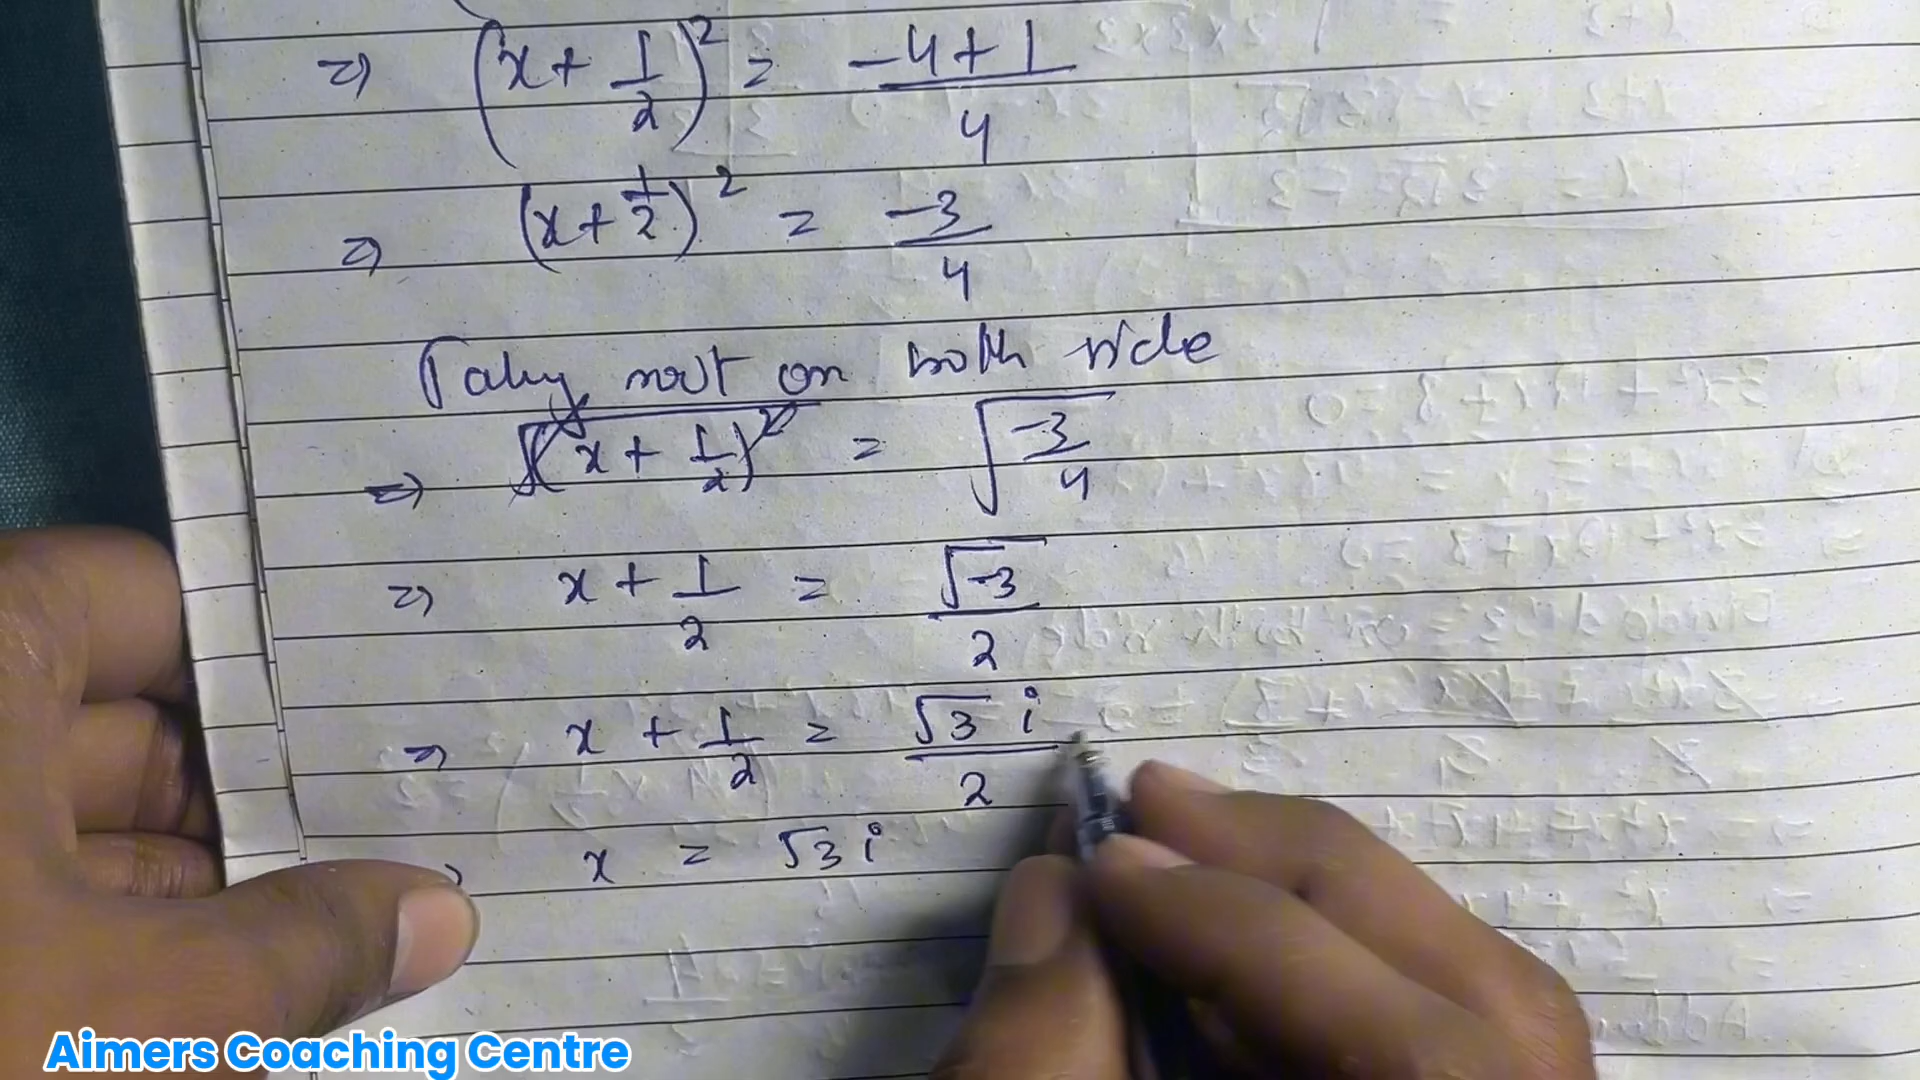 ⇒ (x + 1/2)² = (-4+1)/4
⇒ (x + 1/2)² = -3/4
Taking root on both side
⇒ √(x + 1/2)² = √(-3/4)
⇒ x + 1/2 = √-3/2
⇒ x + 1/2 = √3 i/2
x = √3 i
Aimers Coaching Centre